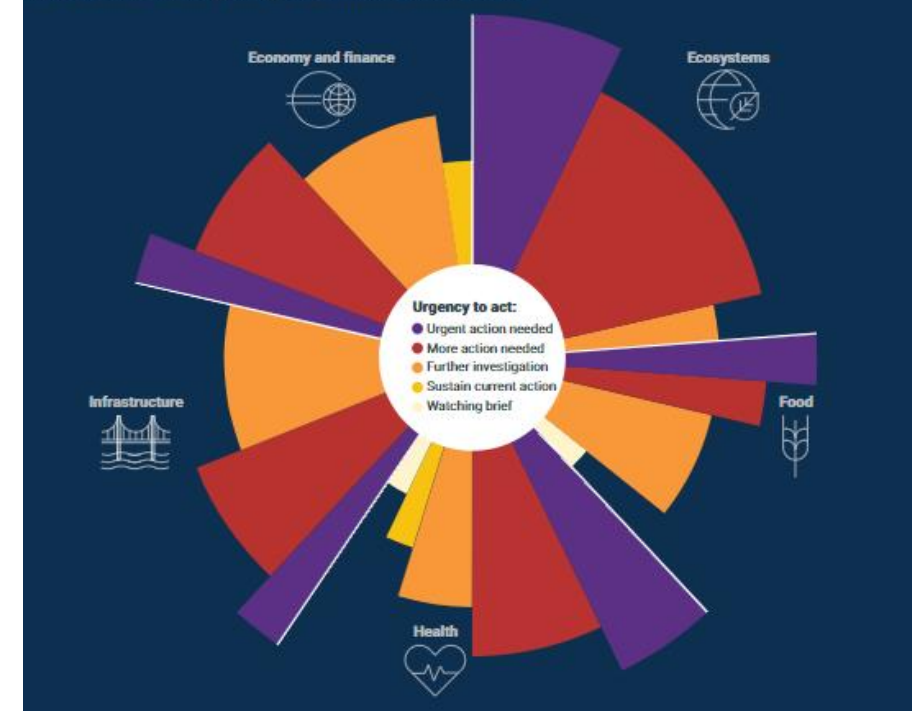 Economy and finance
Ecosystems
Urgency to act:
Urgent action needed
More action needed
Further investigation
Sustain current action
Watching brief
Infrastructure
Food
Health